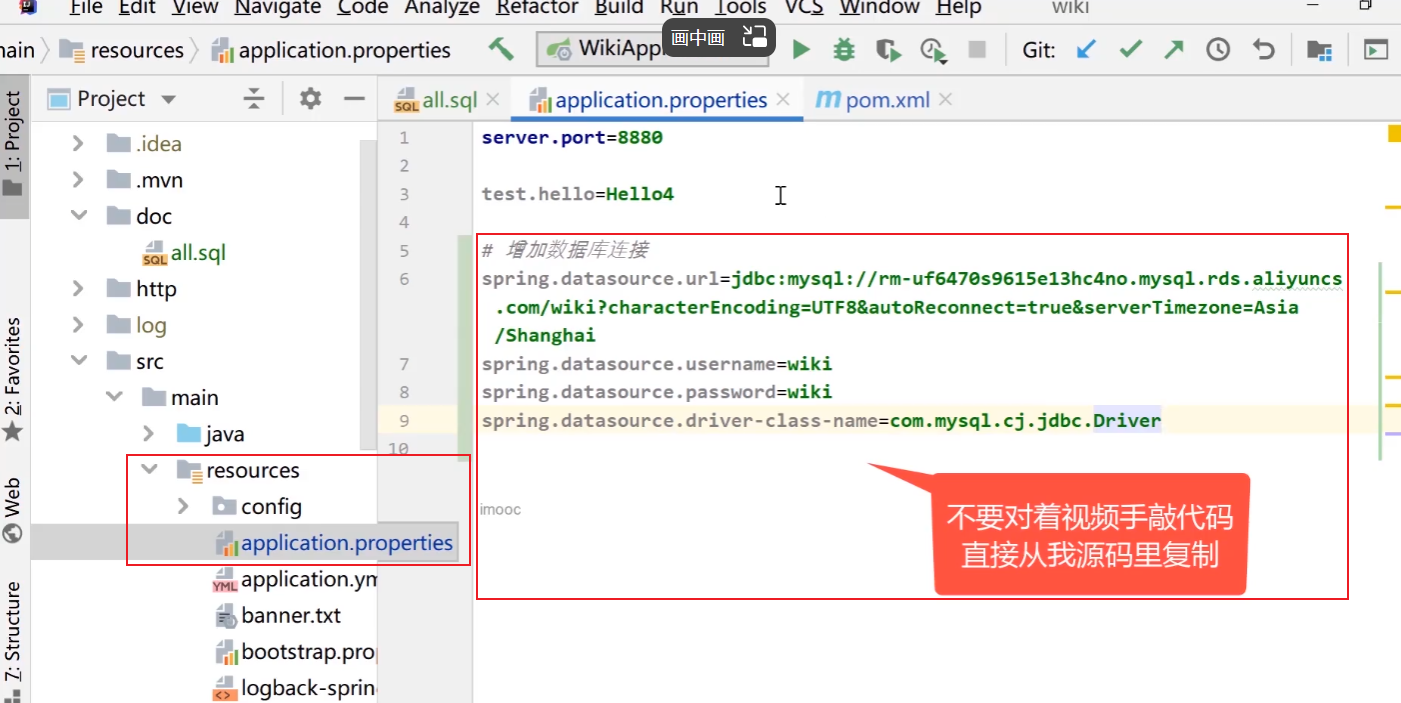 File Edit View Navigate Code Analyze Refactor Build Run Tools VCS Window Help wiki
main resources application.properties WikiApp
画中画
Git:
1: Project
2: Favorites
Web
7: Structure
Project
all.sql application.properties pom.xml
.idea
.mvn
doc
all.sql
http
log
src
main
java
resources
config
application.properties
application.ym
banner.txt
bootstrap.pro
logback-sprin
1 server.port=8880
2
3 test.hello=Hello4
4
5 # 增加数据库连接
6 spring.datasource.url=jdbc:mysql://rm-uf6470s9615e13hc4no.mysql.rds.aliyuncs
.com/wiki?characterEncoding=UTF8&autoReconnect=true&serverTimezone=Asia
/Shanghai
7 spring.datasource.username=wiki
8 spring.datasource.password=wiki
9 spring.datasource.driver-class-name=com.mysql.cj.jdbc.Driver
10
imooc
不要对着视频手敲代码
直接从我源码里复制